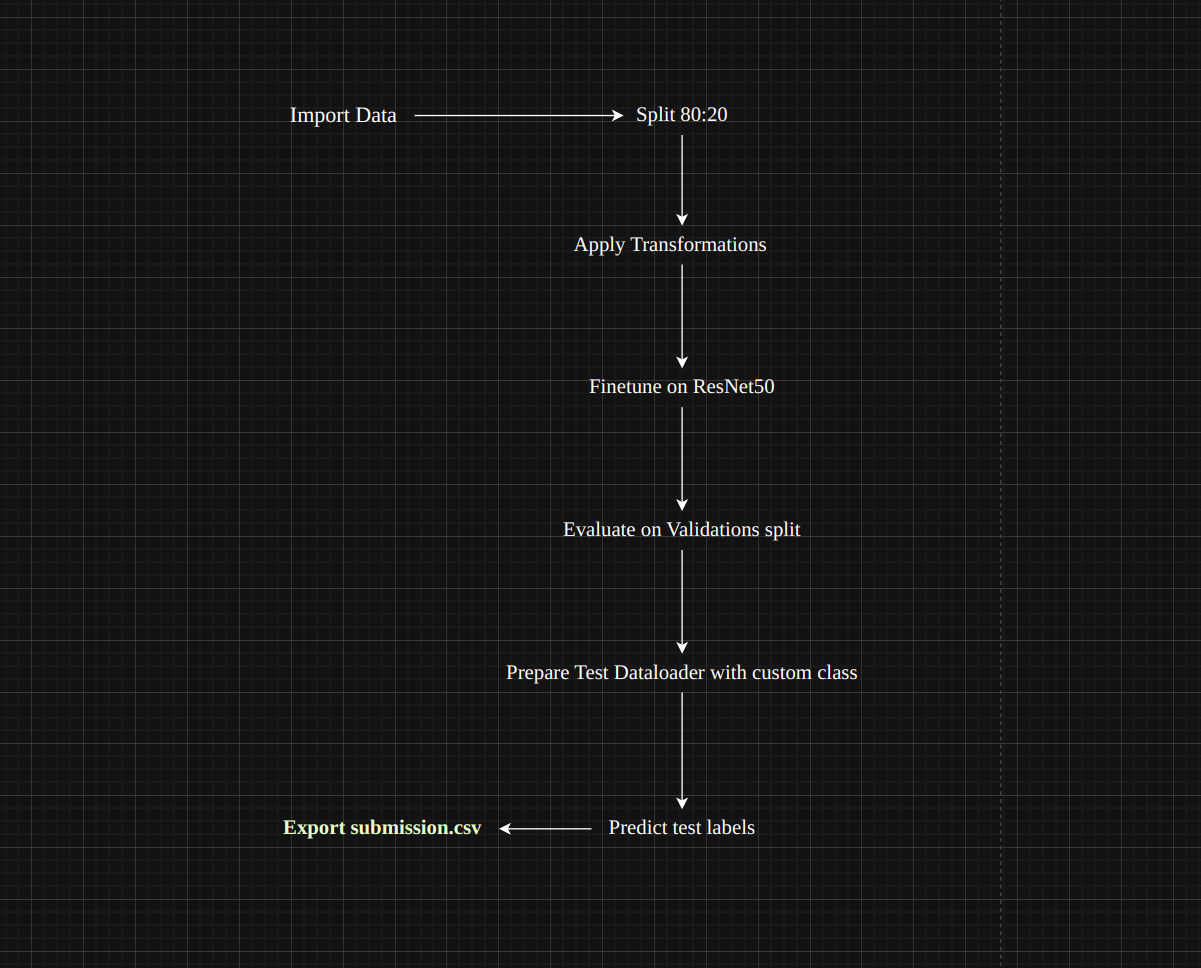 Import Data
Split 80:20
Apply Transformations
Finetune on ResNet50
Evaluate on Validations split
Prepare Test Dataloader with custom class
Predict test labels
Export submission.csv